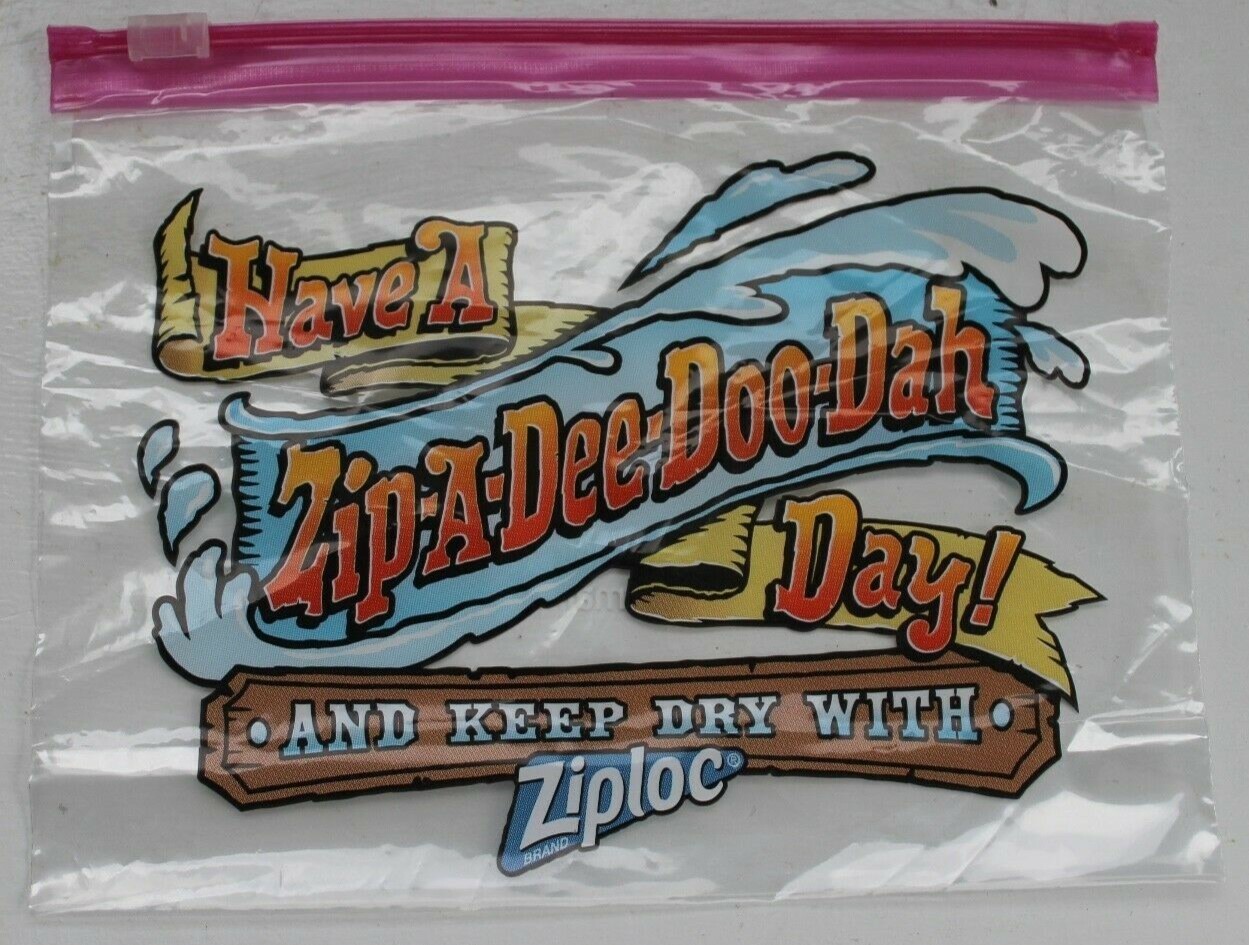 Have A
Zip-A-Dee-Doo-Dah
Day!
• AND KEEP DRY WITH •
Ziploc®
BRAND